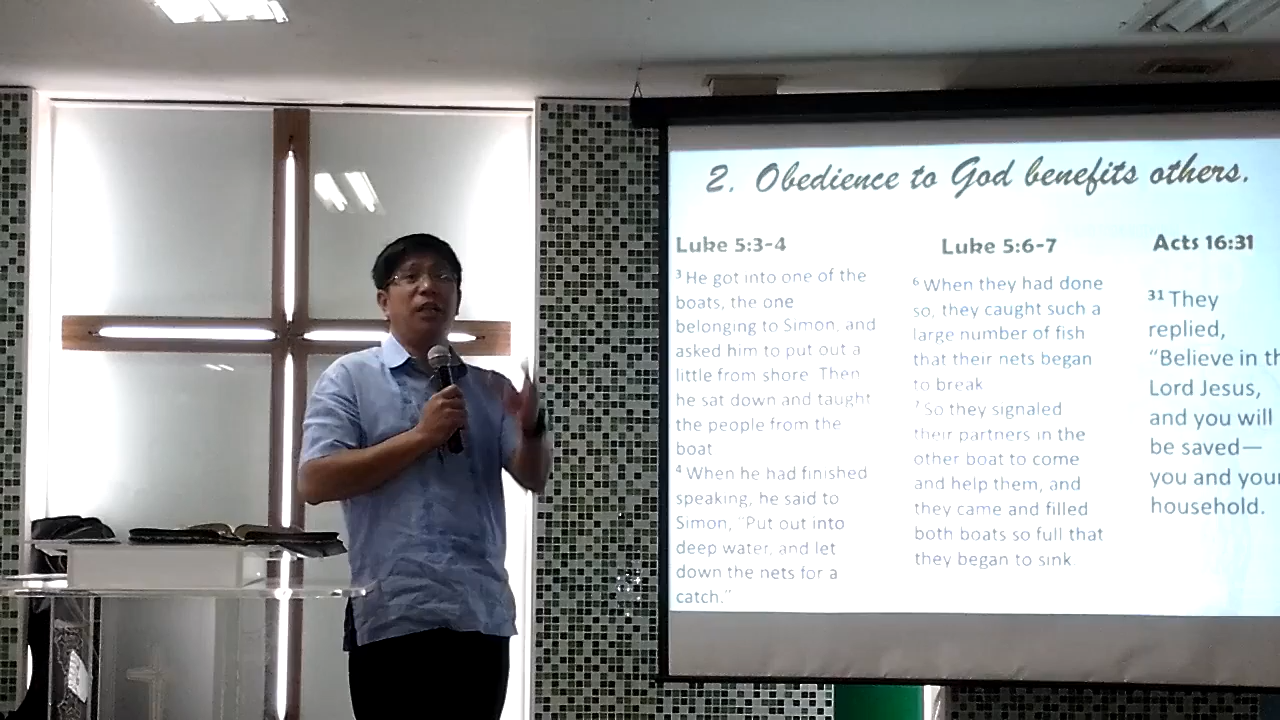 2. Obedience to God benefits others.
Luke 5:3-4
3 He got into one of the
boats, the one
belonging to Simon, and
asked him to put out a
little from shore. Then
he sat down and taught
the people from the
boat
4 When he had finished
speaking, he said to
Simon, "Put out into
deep water, and let
down the nets for a
catch."
Luke 5:6-7
6 When they had done
so, they caught such a
large number of fish
that their nets began
to break
7 So they signaled
their partners in the
other boat to come
and help them, and
they came and filled
both boats so full that
they began to sink.
Acts 16:31
31 They
replied,
“Believe in th
Lord Jesus,
and you will
be saved—
you and your
household.